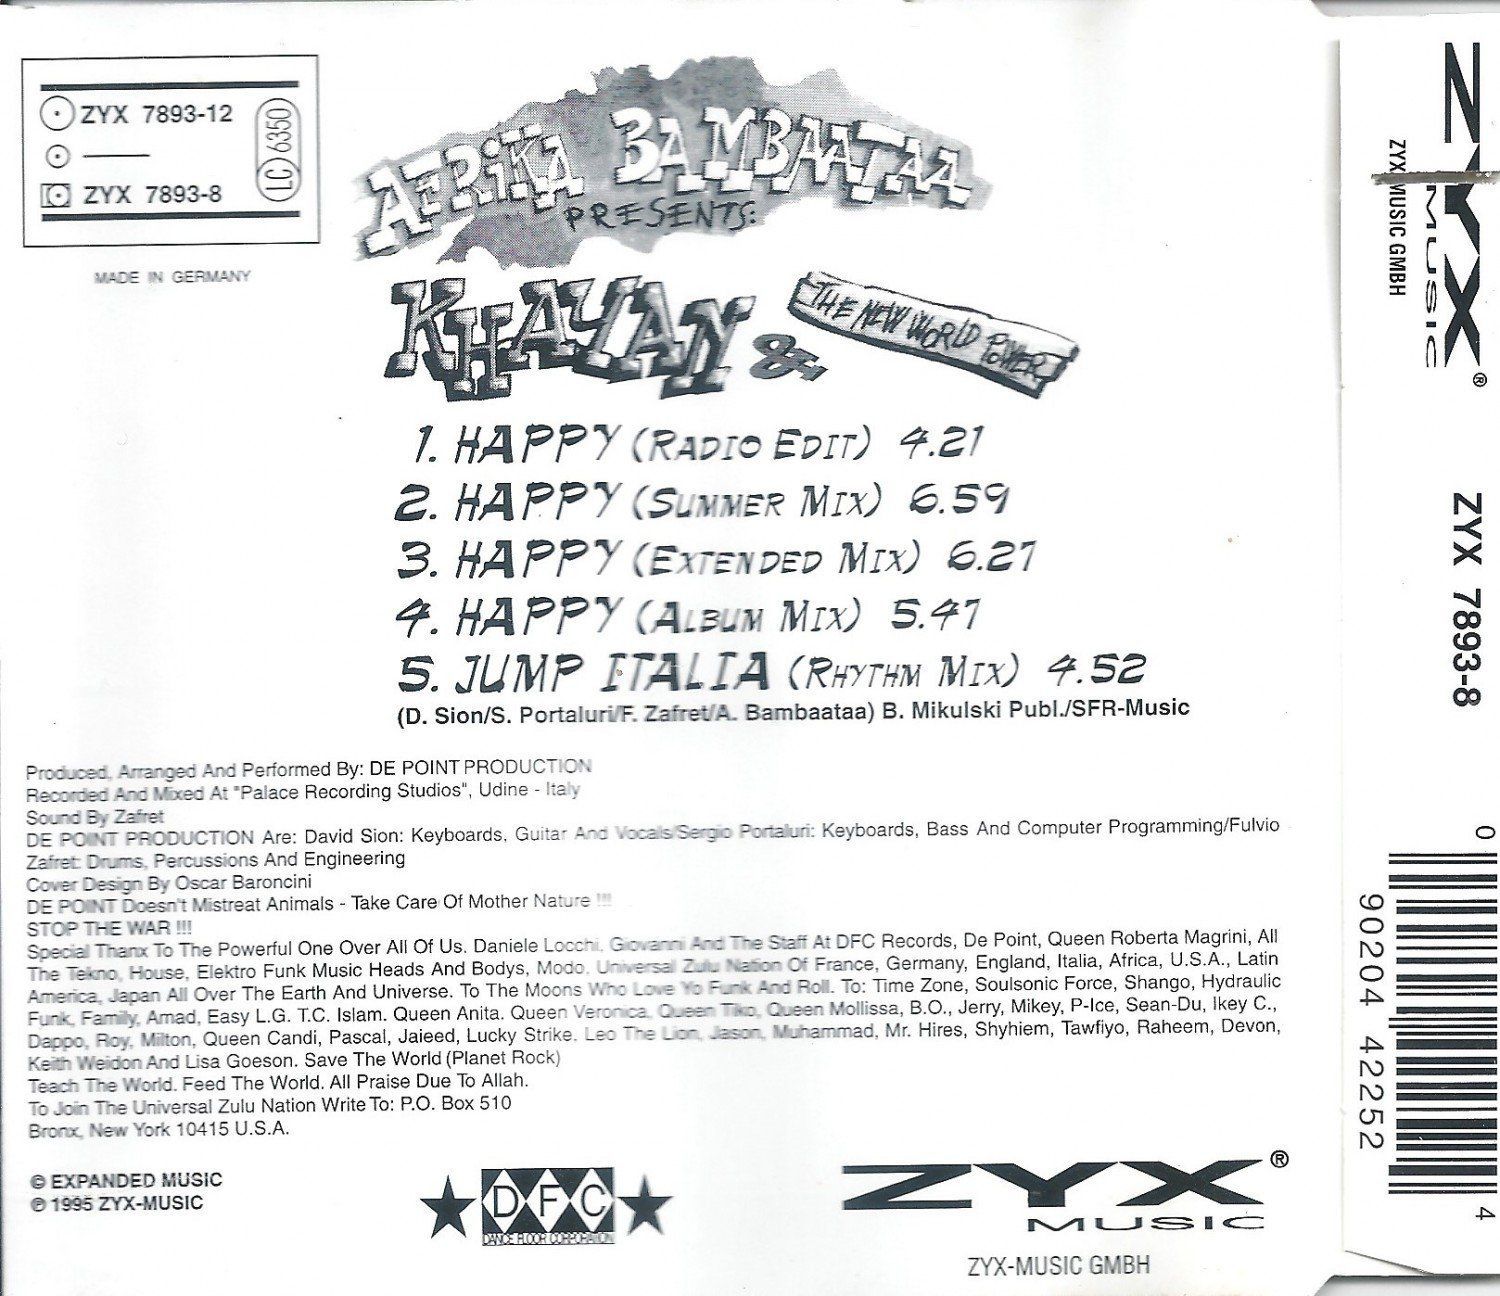 ZYX 7893-12
ZYX 7893-8
LC 6350
MADE IN GERMANY
AFRIKA BAMBAATAA
PRESENTS:
KHAYAN & THE NEW WORLD POWER
1. HAPPY (RADIO EDIT) 4.21
2. HAPPY (SUMMER MIX) 6.59
3. HAPPY (EXTENDED MIX) 6.27
4. HAPPY (ALBUM MIX) 5.47
5. JUMP ITALIA (RHYTHM MIX) 4.52
(D. Sion/S. Portaluri/F. Zafret/A. Bambaataa) B. Mikulski Publ./SFR-Music
Produced, Arranged And Performed By: DE POINT PRODUCTION
Recorded And Mixed At "Palace Recording Studios", Udine - Italy
Sound By Zafret
DE POINT PRODUCTION Are: David Sion: Keyboards, Guitar And Vocals/Sergio Portaluri: Keyboards, Bass And Computer Programming/Fulvio
Zafret: Drums, Percussions And Engineering
Cover Design By Oscar Baroncini
DE POINT Doesn't Mistreat Animals - Take Care Of Mother Nature !!!
STOP THE WAR !!!
Special Thanx To The Powerful One Over All Of Us. Daniele Locchi, Giovanni And The Staff At DFC Records, De Point, Queen Roberta Magrini, All
The Tekno, House, Elektro Funk Music Heads And Bodys, Modo. Universal Zulu Nation Of France, Germany, England, Italia, Africa, U.S.A., Latin
America, Japan All Over The Earth And Universe. To The Moons Who Love Yo Funk And Roll. To: Time Zone, Soulsonic Force, Shango, Hydraulic
Funk, Family, Amad, Easy L.G. T.C. Islam. Queen Anita. Queen Veronica, Queen Tiko, Queen Mollissa, B.O., Jerry, Mikey, P-Ice, Sean-Du, Ikey C.,
Dappo, Roy, Milton, Queen Candi, Pascal, Jaieed, Lucky Strike. Leo The Lion, Jason, Muhammad, Mr. Hires, Shyhiem, Tawfiyo, Raheem, Devon,
Keith Weidon And Lisa Goeson. Save The World (Planet Rock)
Teach The World. Feed The World. All Praise Due To Allah.
To Join The Universal Zulu Nation Write To: P.O. Box 510
Bronx, New York 10415 U.S.A.
© EXPANDED MUSIC
℗ 1995 ZYX-MUSIC
DFC
DANCE FLOOR CORPORATION
ZYX®
MUSIC
ZYX-MUSIC GMBH
ZYX®
MUSIC
ZYX-MUSIC GMBH
ZYX 7893-8
0 90204 42252 4